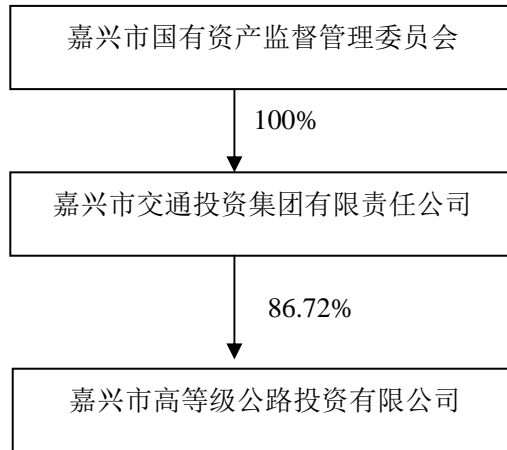 嘉兴市国有资产监督管理委员会
100%
嘉兴市交通投资集团有限责任公司
86.72%
嘉兴市高等级公路投资有限公司